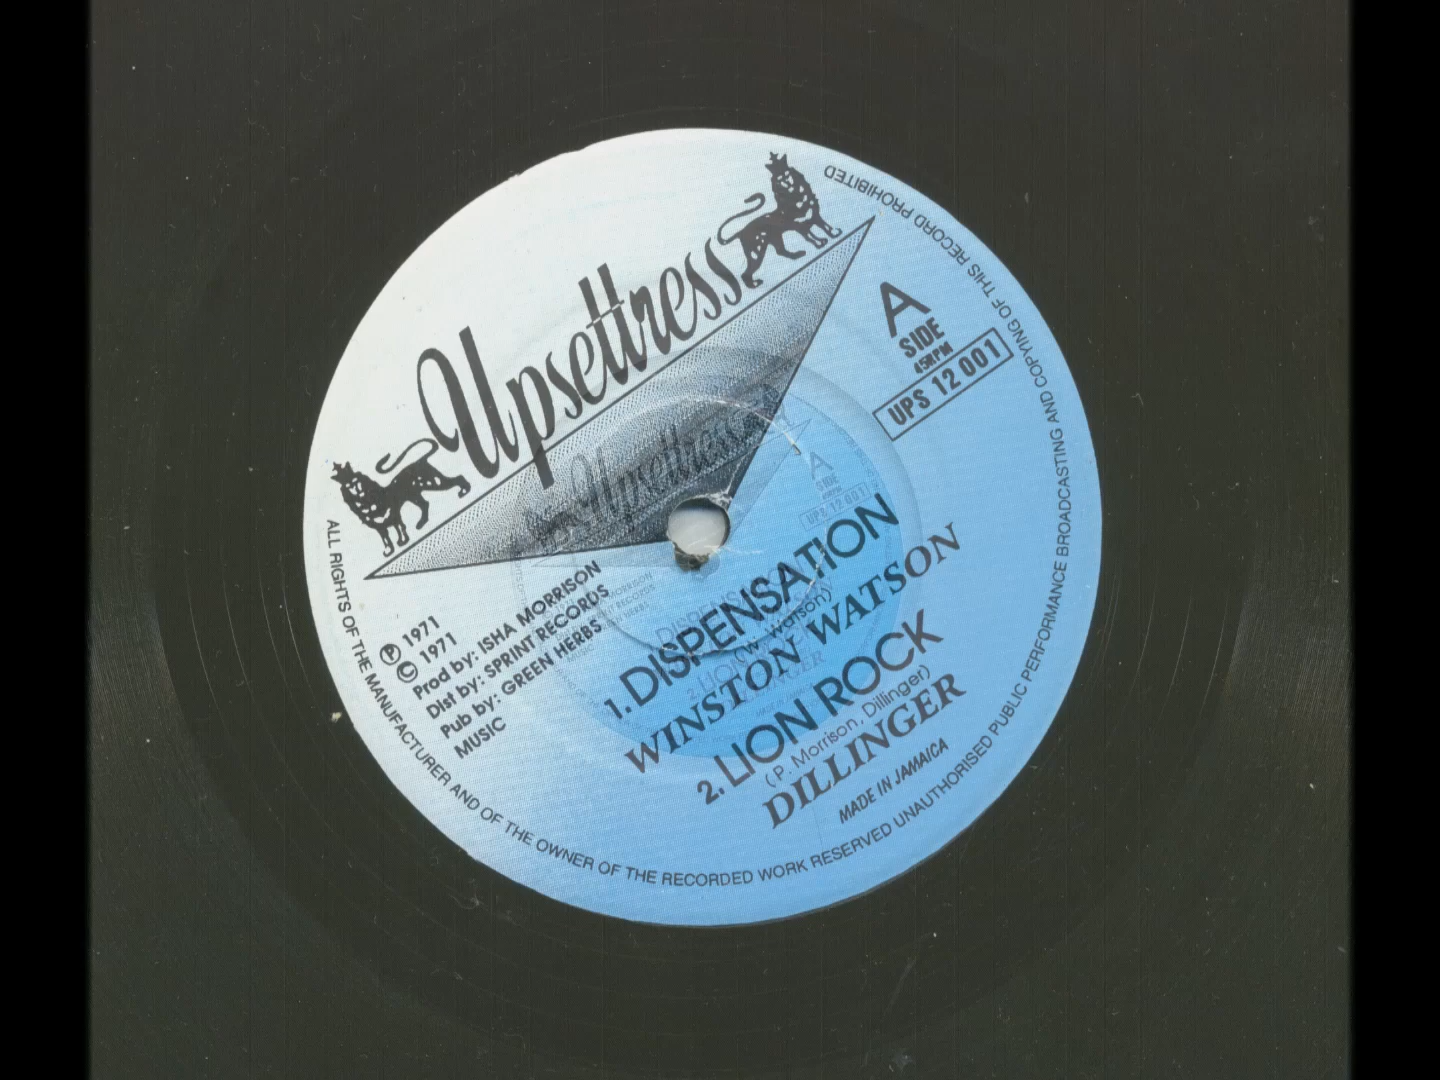 Upsettress
A
SIDE
45RPM
UPS 12 001
℗ 1971
© 1971
Prod by: ISHA MORRISON
Dist by: SPRINT RECORDS
Pub by: GREEN HERBS
MUSIC
1. DISPENSATION
(W. Watson)
WINSTON WATSON
2. LION ROCK
(P. Morrison, Dillinger)
DILLINGER
MADE IN JAMAICA
ALL RIGHTS OF THE MANUFACTURER AND OF THE OWNER OF THE RECORDED WORK RESERVED UNAUTHORISED PUBLIC PERFORMANCE BROADCASTING AND COPYING OF THIS RECORD PROHIBITED